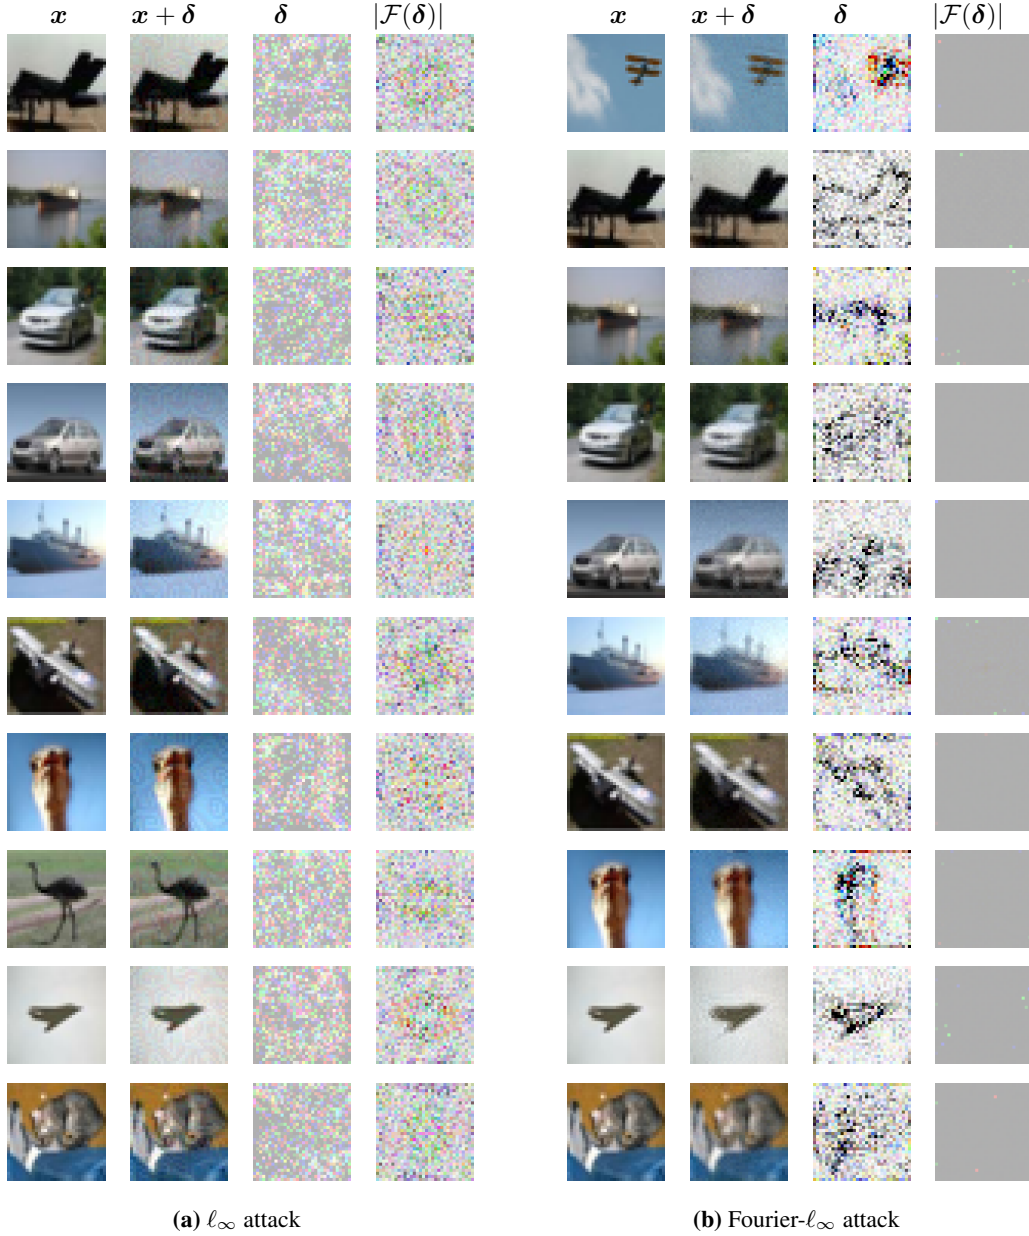 x x + δ δ |F(δ)| x x + δ δ |F(δ)|
(a) ℓ∞ attack (b) Fourier-ℓ∞ attack